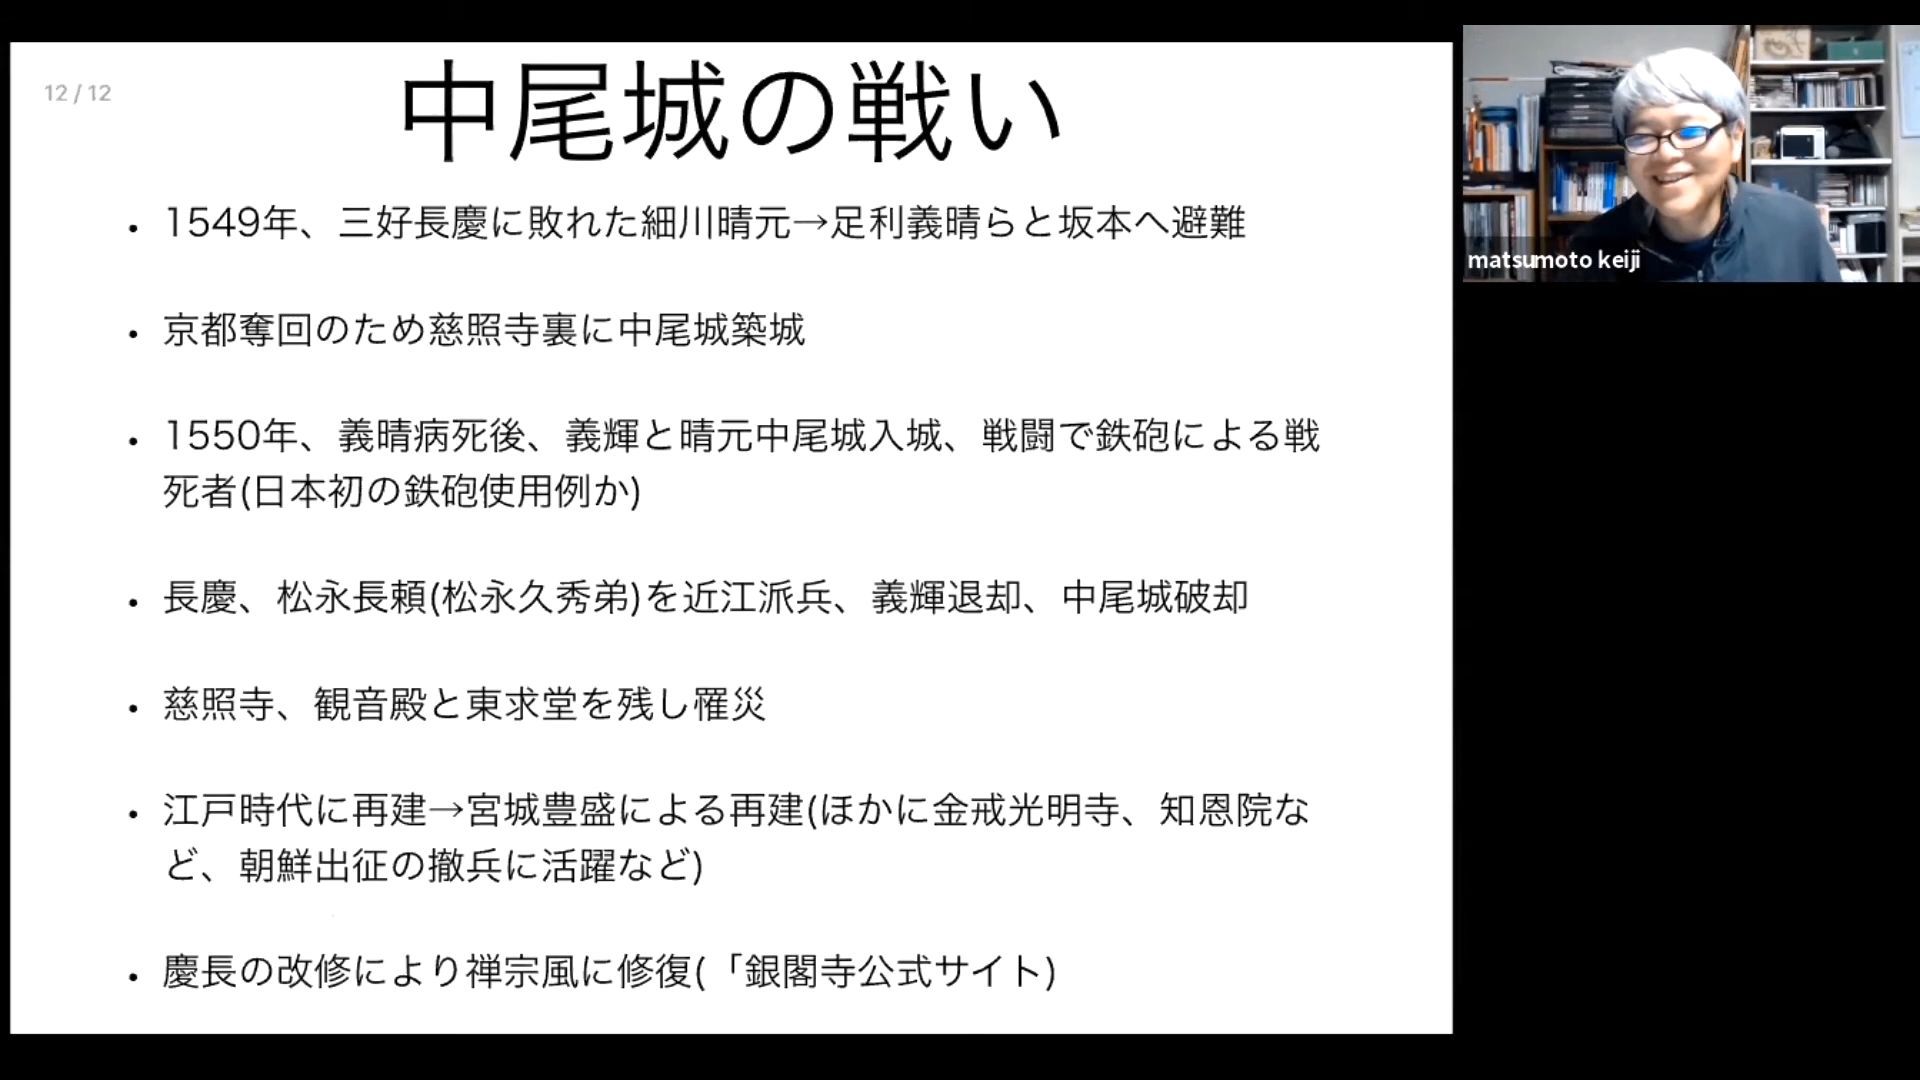 12 / 12
中尾城の戦い
• 1549年、三好長慶に敗れた細川晴元→足利義晴らと坂本へ避難
• 京都奪回のため慈照寺裏に中尾城築城
• 1550年、義晴病死後、義輝と晴元中尾城入城、戦闘で鉄砲による戦
死者(日本初の鉄砲使用例か)
• 長慶、松永長頼(松永久秀弟)を近江派兵、義輝退却、中尾城破却
• 慈照寺、観音殿と東求堂を残し罹災
• 江戸時代に再建→宮城豊盛による再建(ほかに金戒光明寺、知恩院な
ど、朝鮮出征の撤兵に活躍など)
• 慶長の改修により禅宗風に修復(「銀閣寺公式サイト)
matsumoto keiji